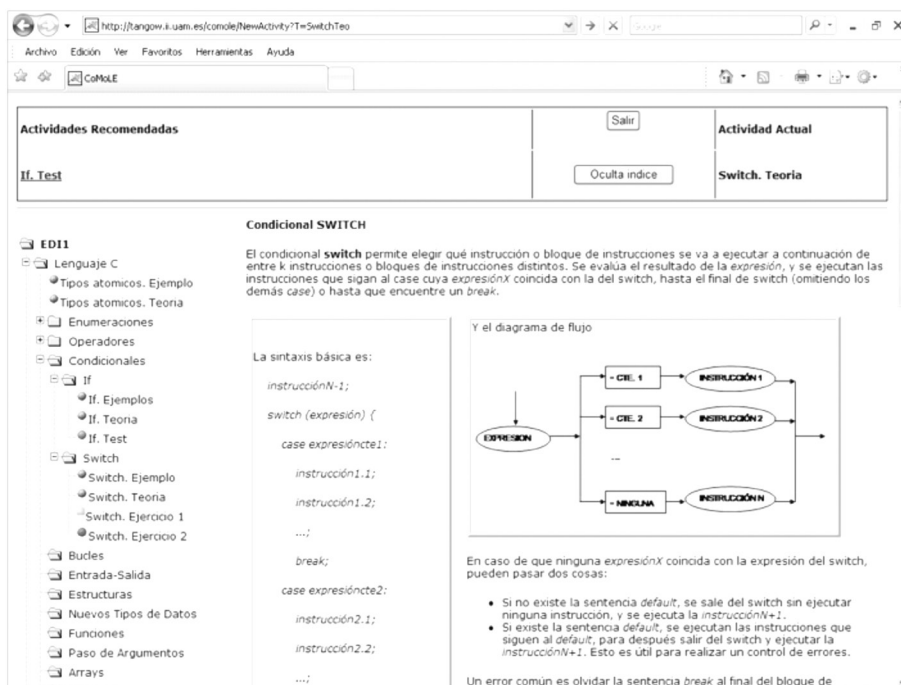 http://tangow.ii.uam.es/comole/NewActivity?T=SwitchTeo
Google
Archivo Edición Ver Favoritos Herramientas Ayuda
CoMoLE
Actividades Recomendadas
Salir
Actividad Actual
If. Test
Oculta indice
Switch. Teoria
EDI1
Lenguaje C
Tipos atomicos. Ejemplo
Tipos atomicos. Teoria
Enumeraciones
Operadores
Condicionales
If
If. Ejemplos
If. Teoria
If. Test
Switch
Switch. Ejemplo
Switch. Teoria
Switch. Ejercicio 1
Switch. Ejercicio 2
Bucles
Entrada-Salida
Estructuras
Nuevos Tipos de Datos
Funciones
Paso de Argumentos
Arrays
Condicional SWITCH
El condicional switch permite elegir qué instrucción o bloque de instrucciones se va a ejecutar a continuación de
entre k instrucciones o bloques de instrucciones distintos. Se evalúa el resultado de la expresión, y se ejecutan las
instrucciones que sigan al case cuya expresiónX coincida con la del switch, hasta el final de switch (omitiendo los
demás case) o hasta que encuentre un break.
La sintaxis básica es:
instrucciónN-1;
switch (expresión) {
case expresióncte1:
instrucción1.1;
instrucción1.2;
...;
break;
case expresióncte2:
instrucción2.1;
instrucción2.2;
...;
Y el diagrama de flujo
EXPRESION
= CTE. 1
INSTRUCCIÓN 1
= CTE. 2
INSTRUCCIÓN 2
...
= NINGUNA
INSTRUCCIÓN N
En caso de que ninguna expresiónX coincida con la expresión del switch,
pueden pasar dos cosas:
• Si no existe la sentencia default, se sale del switch sin ejecutar
ninguna instrucción, y se ejecuta la instrucciónN+1.
• Si existe la sentencia default, se ejecutan las instrucciones que
siguen al default, para después salir del switch y ejecutar la
instrucciónN+1. Esto es útil para realizar un control de errores.
Un error común es olvidar la sentencia break al final del bloque de